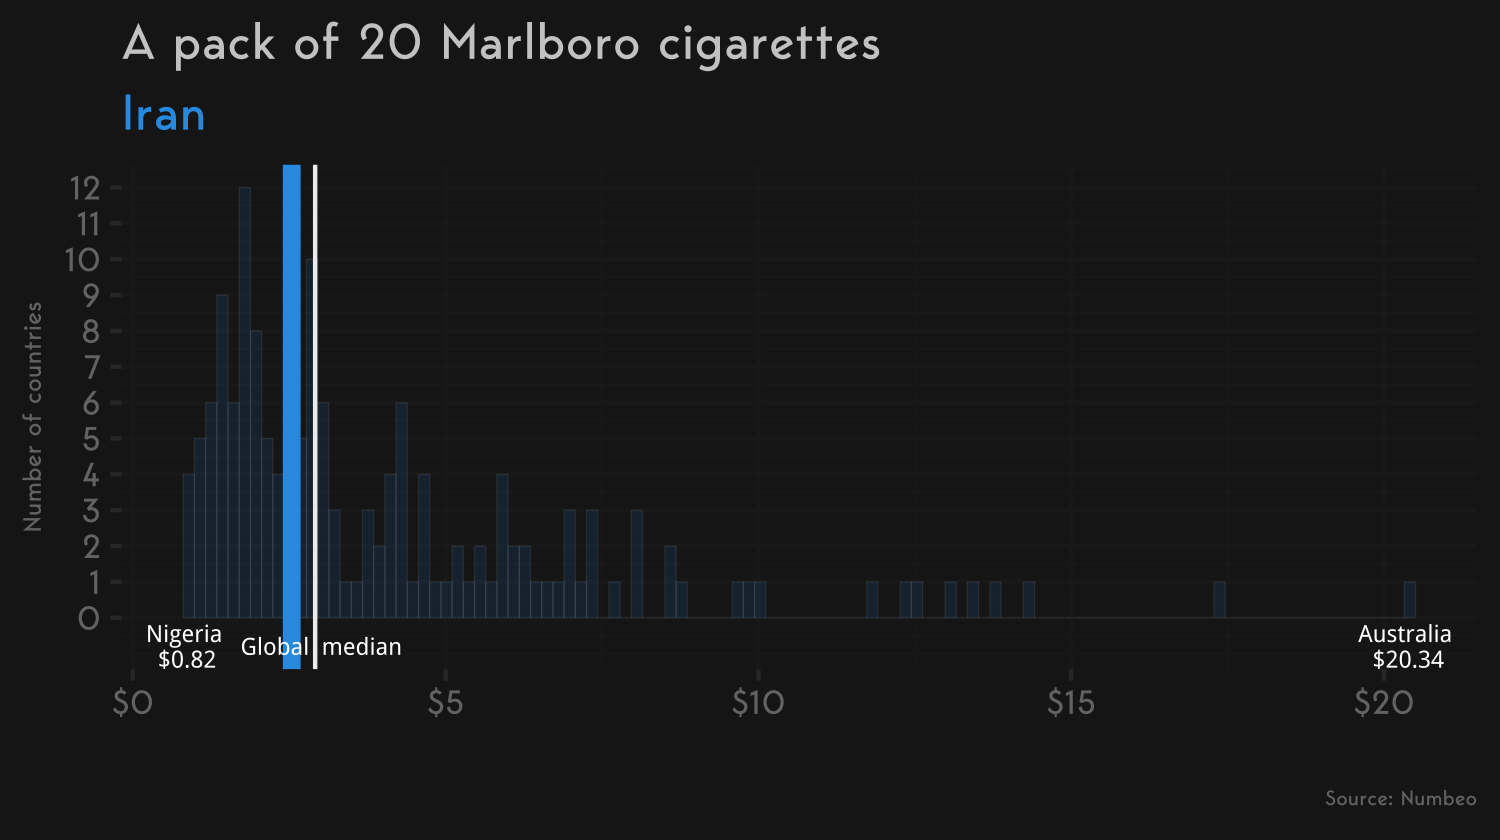 A pack of 20 Marlboro cigarettes
Iran
Number of countries
12
11
10
9
8
7
6
5
4
3
2
1
0
Nigeria
$0.82
Global median
Australia
$20.34
$0 $5 $10 $15 $20
Source: Numbeo